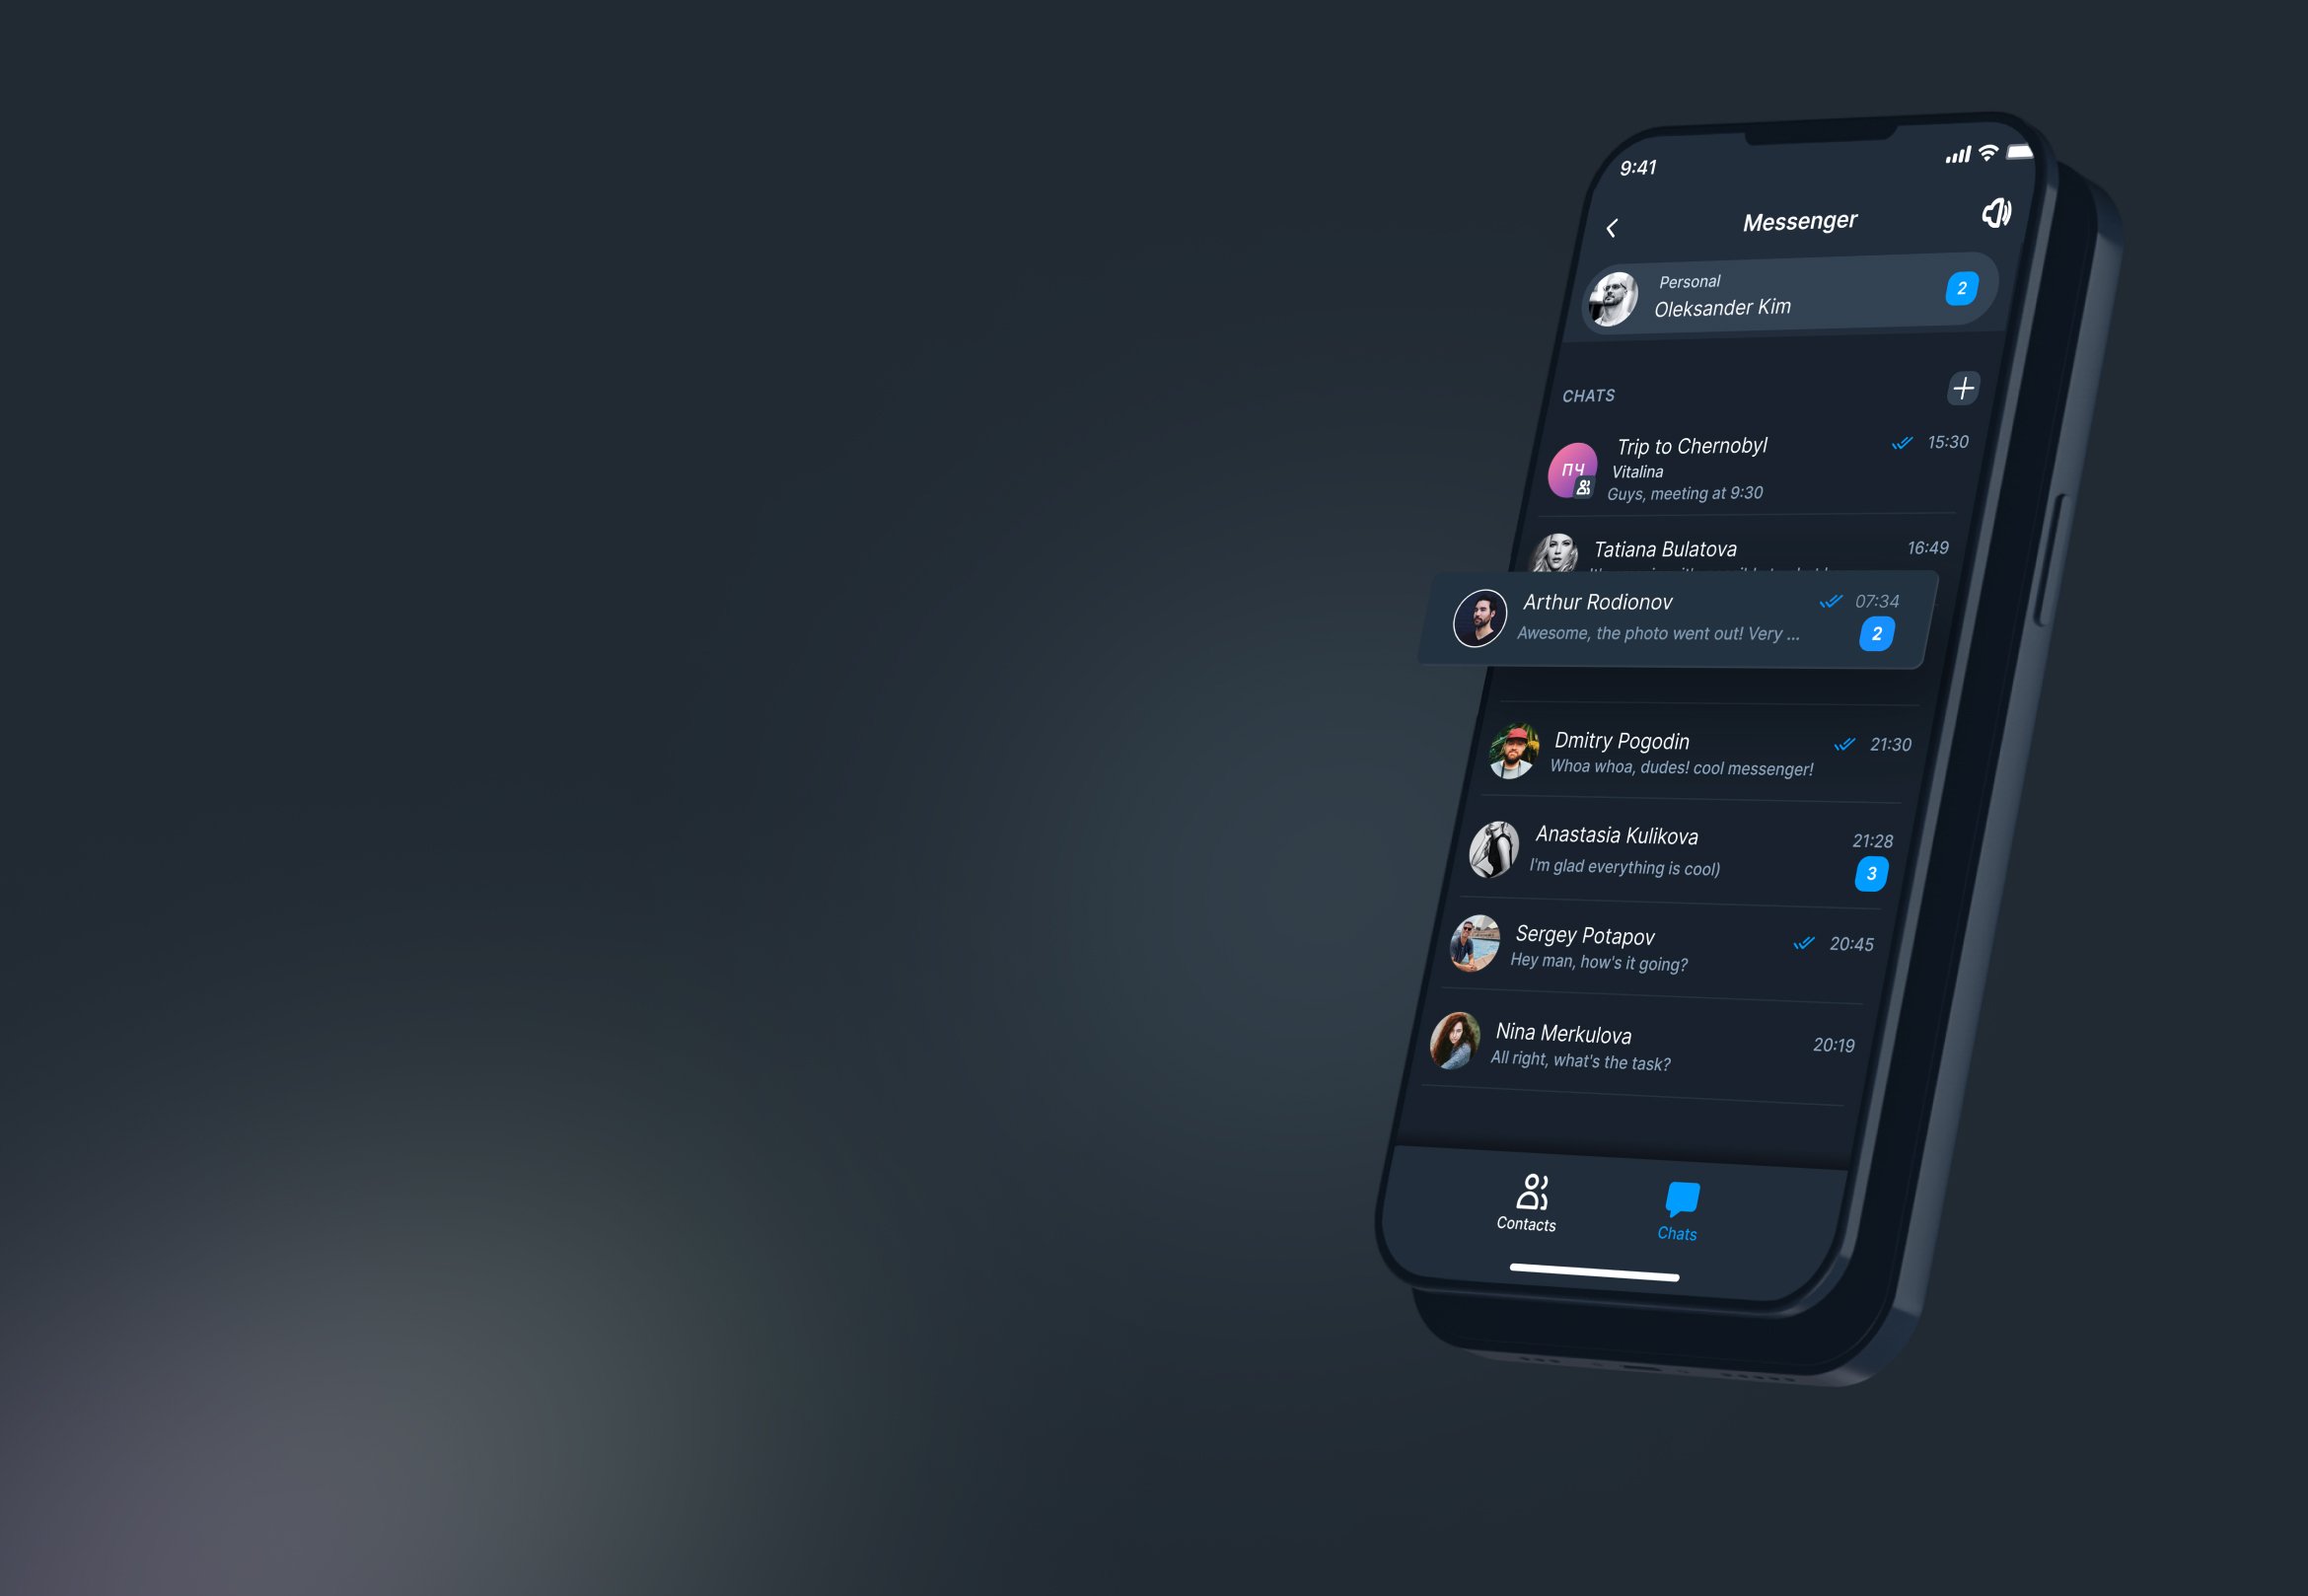 9:41
Messenger
Personal
Oleksander Kim
2
CHATS
Trip to Chernobyl
15:30
ПЧ
Vitalina
Guys, meeting at 9:30
Tatiana Bulatova
16:49
Arthur Rodionov
07:34
Awesome, the photo went out! Very ...
2
Dmitry Pogodin
21:30
Whoa whoa, dudes! cool messenger!
Anastasia Kulikova
21:28
I'm glad everything is cool)
3
Sergey Potapov
20:45
Hey man, how's it going?
Nina Merkulova
20:19
All right, what's the task?
Contacts
Chats